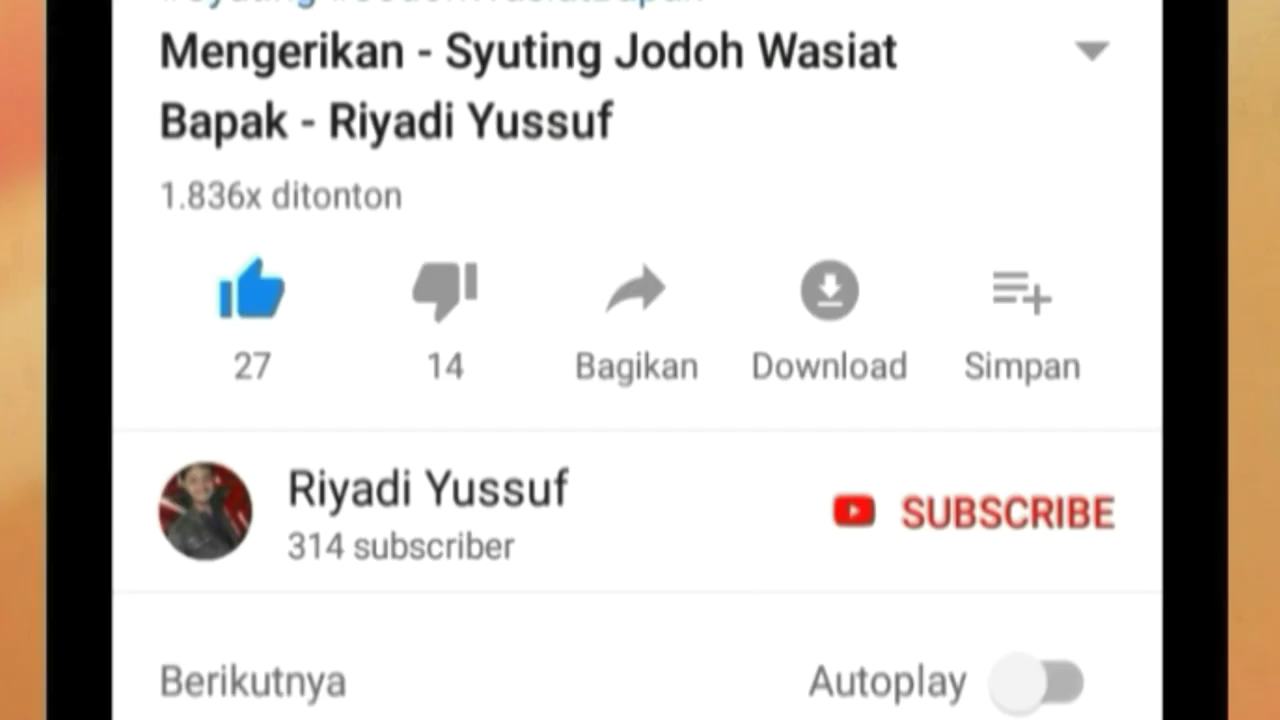 Mengerikan - Syuting Jodoh Wasiat
Bapak - Riyadi Yussuf
1.836x ditonton
27
14
Bagikan
Download
Simpan
Riyadi Yussuf
314 subscriber
SUBSCRIBE
Berikutnya
Autoplay